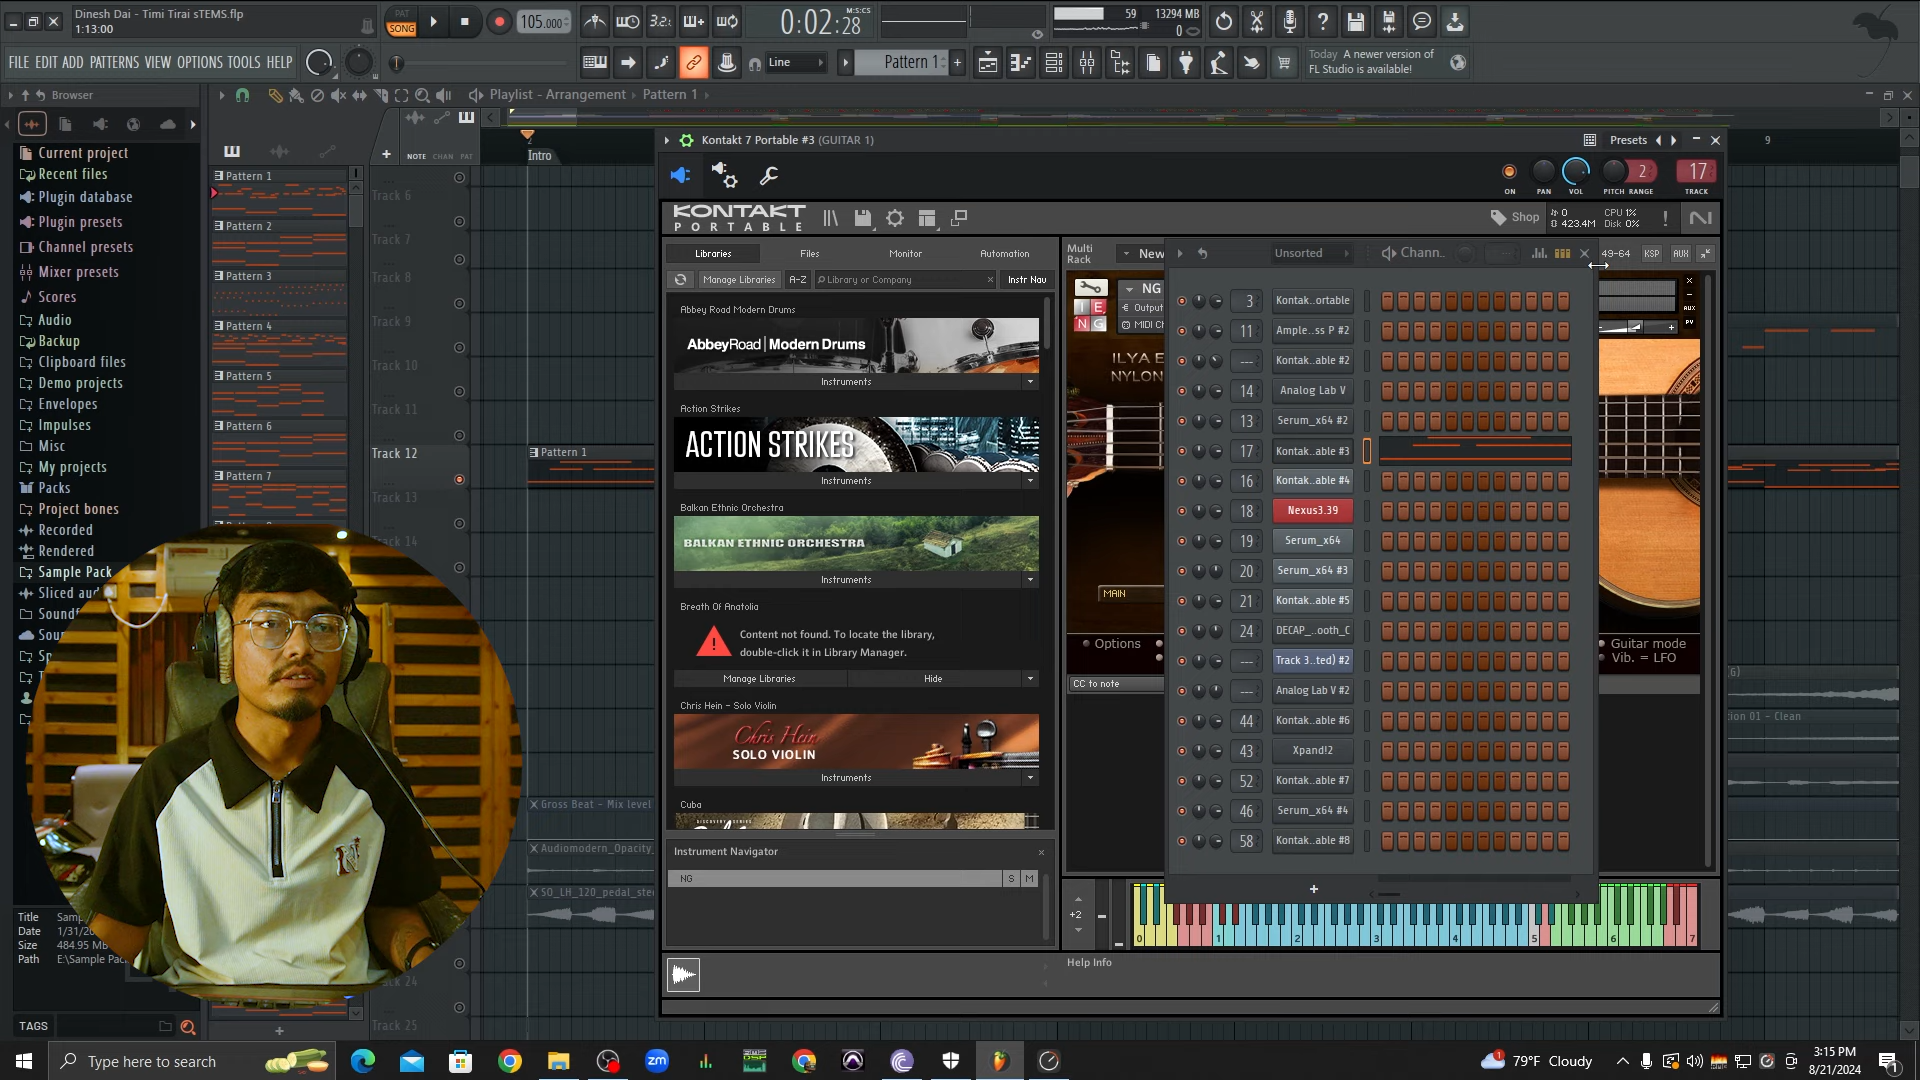 Dinesh Dai - Timi Tirai sTEMS.flp
1:13:00
PAT
SONG
105.000
3.2:
0:02:28
M:S:CS
59
13294 MB
0
FILE EDIT ADD PATTERNS VIEW OPTIONS TOOLS HELP
Line
Pattern 1
Today A newer version of
FL Studio is available!
Browser
Playlist - Arrangement
Pattern 1
NOTE CHAN PAT
2
Intro
9
Current project
Recent files
Plugin database
Plugin presets
Channel presets
Mixer presets
Scores
Audio
Backup
Clipboard files
Demo projects
Envelopes
Impulses
Misc
My projects
Packs
Project bones
Recorded
Rendered
Sample Pack
Sliced aud
Soundf
Sou
Sp
Title
Date
Size 484.95 MB
Path E:\Sample Pac
TAGS
Pattern 1
Pattern 2
Pattern 3
Pattern 4
Pattern 5
Pattern 6
Pattern 7
Track 6
Track 7
Track 8
Track 9
Track 10
Track 11
Track 12
Track 13
Track 14
Track 24
Track 25
Pattern 1
Gross Beat - Mix level
Audiomodern_Opacity_
SO_LH_120_pedal_ste
Kontakt 7 Portable #3 (GUITAR 1)
Presets
ON
PAN
VOL
PITCH RANGE
2
17
TRACK
KONTAKT
PORTABLE
Shop
0
423.4M
CPU 1%
Disk 0%
Libraries
Files
Monitor
Automation
Manage Libraries
A-Z
Library or Company
Instr Nav
Abbey Road Modern Drums
AbbeyRoad | Modern Drums
Instruments
Action Strikes
ACTION STRIKES
Instruments
Balkan Ethnic Orchestra
BALKAN ETHNIC ORCHESTRA
Instruments
Breath Of Anatolia
Content not found. To locate the library,
double-click it in Library Manager.
Manage Libraries
Hide
Chris Hein - Solo Violin
Chris Hein
SOLO VIOLIN
Instruments
Cuba
Instrument Navigator
NG
S
M
Multi
Rack
New
49-64
KSP
AUX
NG
Output
MIDI Ch
AUX
PV
ILYA E
NYLON
MAIN
Options
Guitar mode
Vib. = LFO
CC to note
Unsorted
Chann..
3 Kontak..ortable
11 Ample..ss P #2
--- Kontak..able #2
14 Analog Lab V
13 Serum_x64 #2
17 Kontak..able #3
16 Kontak..able #4
18 Nexus3.39
19 Serum_x64
20 Serum_x64 #3
21 Kontak..able #5
24 DECAP_..ooth_C
--- Track 3..ted) #2
--- Analog Lab V #2
44 Kontak..able #6
43 Xpand!2
52 Kontak..able #7
46 Serum_x64 #4
58 Kontak..able #8
+
+2
0 1 2 3 4 5 6 7
Help Info
tion 01 - Clean
Type here to search
zm
79°F Cloudy
3:15 PM
8/21/2024